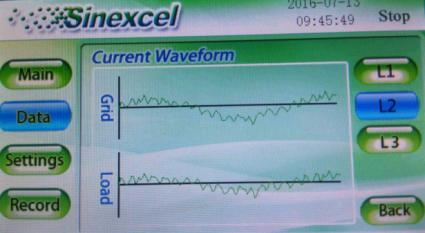 Sinexcel
2016-07-13
09:45:49
Stop
Current Waveform
Main
Data
Settings
Record
Grid
Load
L1
L2
L3
Back